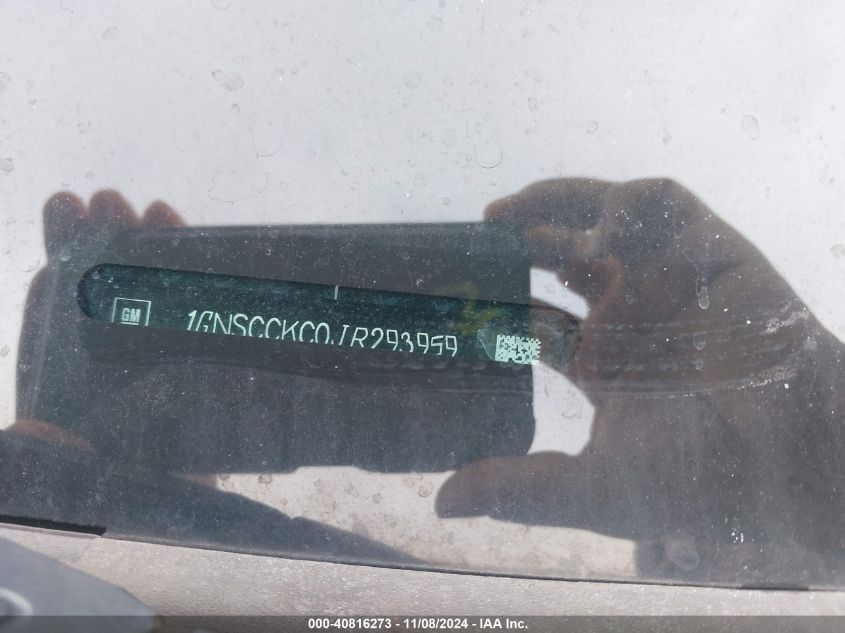 GM
1GNSCCKC0JR293959
000-40816273 - 11/08/2024 - IAA Inc.